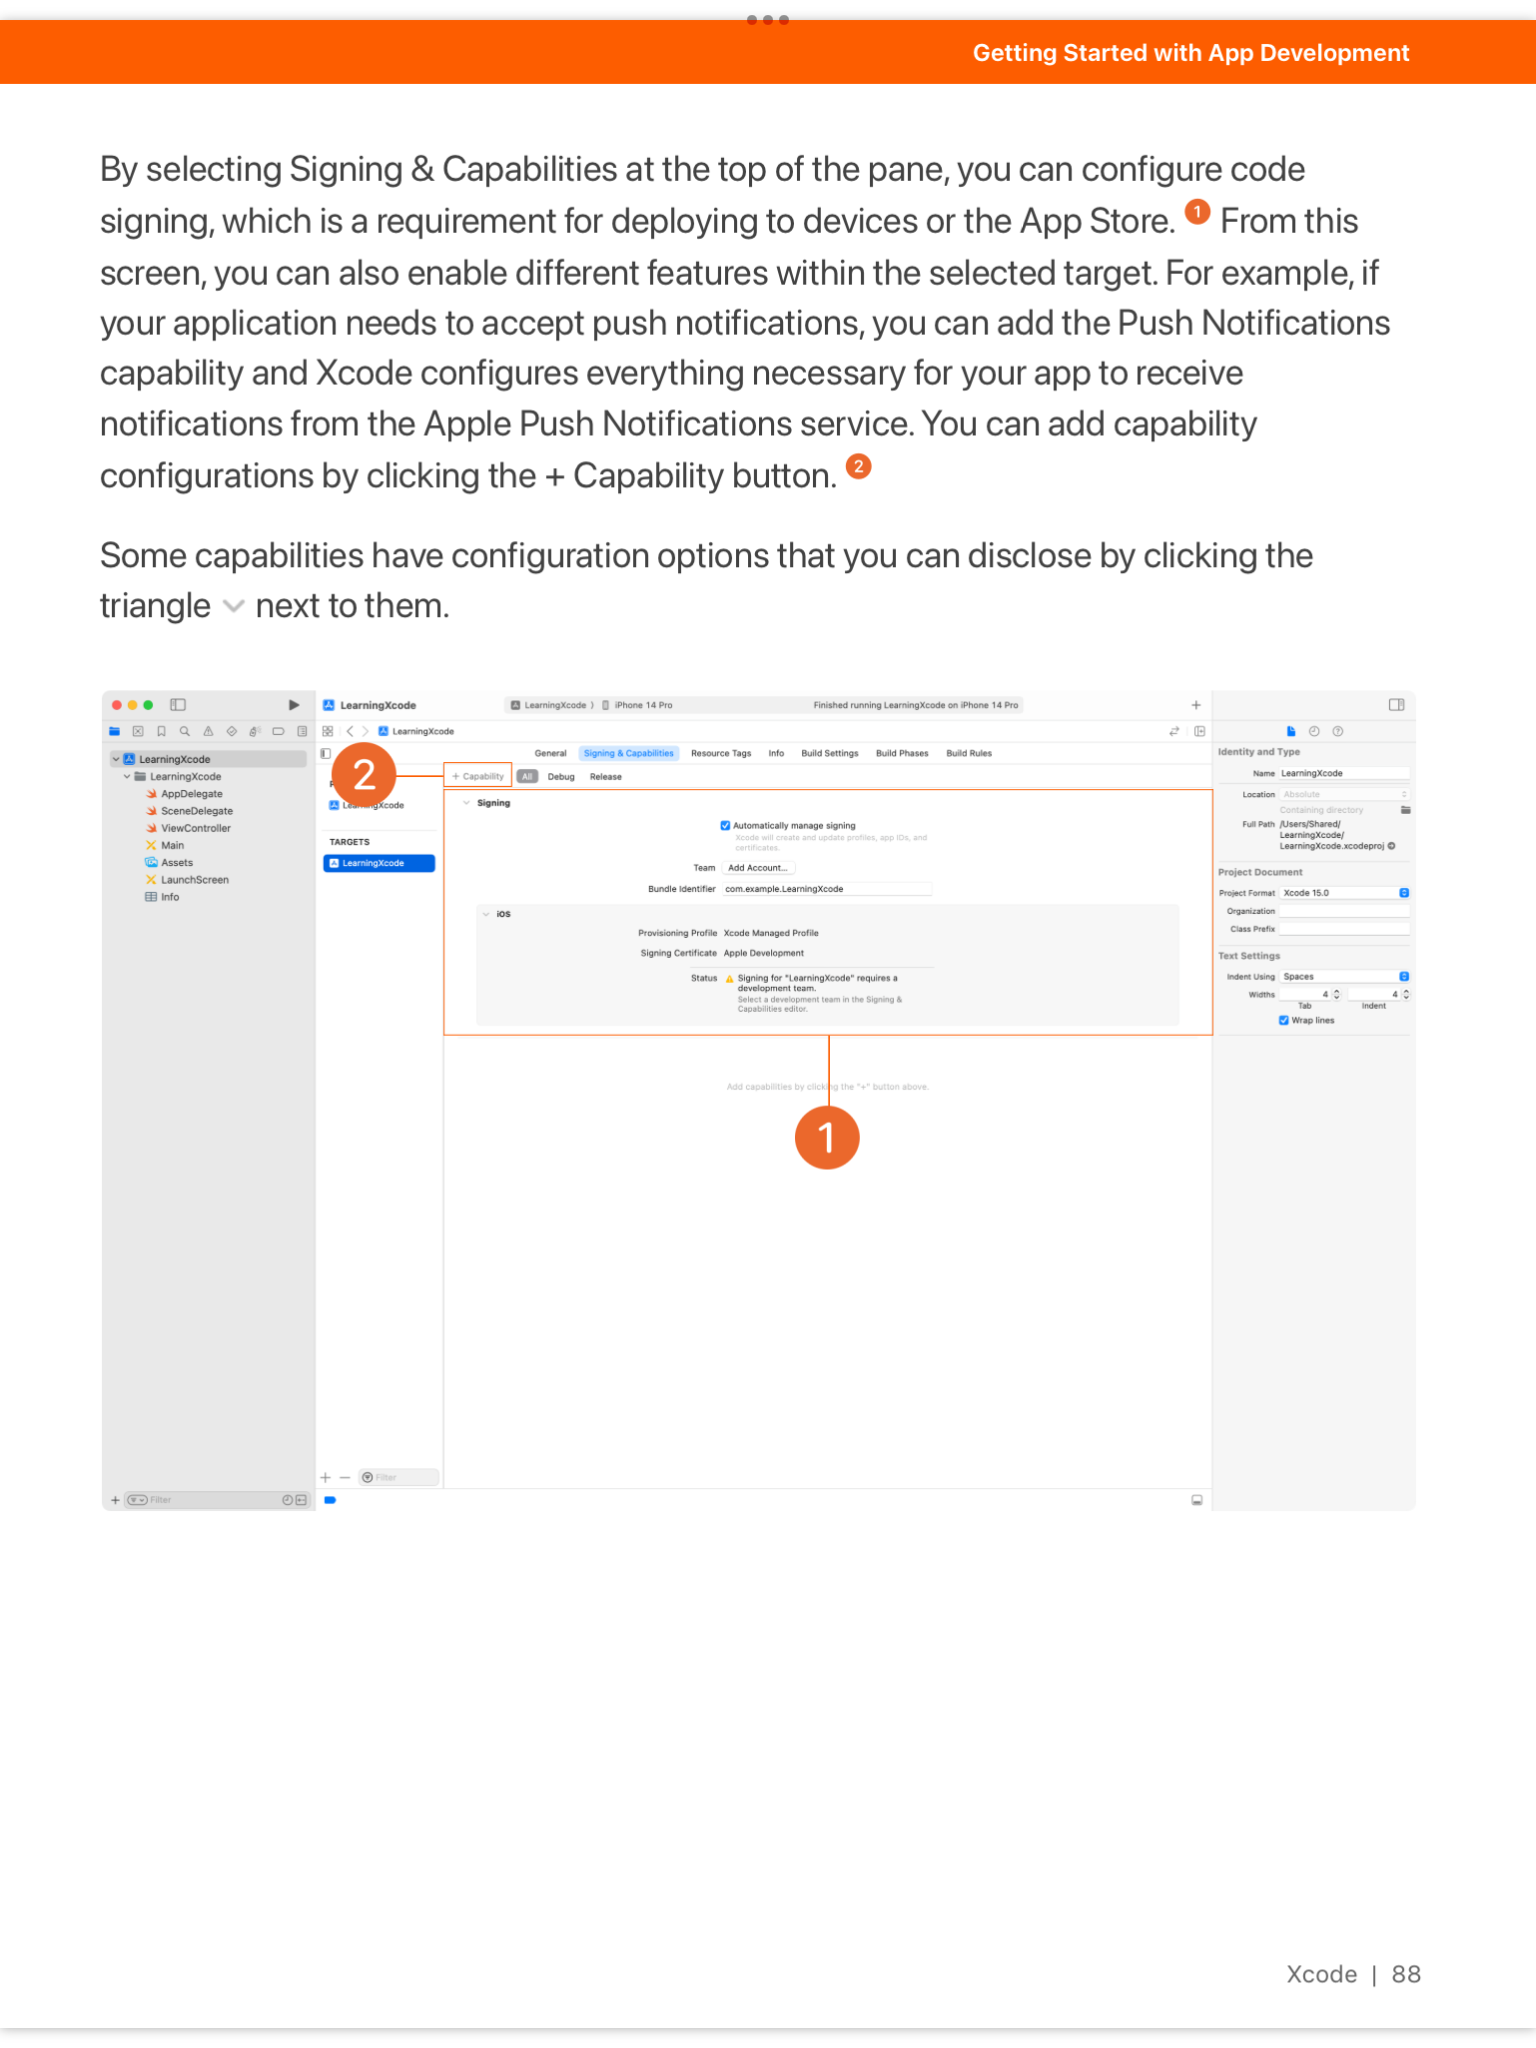 Getting Started with App Development
By selecting Signing & Capabilities at the top of the pane, you can configure code
signing, which is a requirement for deploying to devices or the App Store. 1 From this
screen, you can also enable different features within the selected target. For example, if
your application needs to accept push notifications, you can add the Push Notifications
capability and Xcode configures everything necessary for your app to receive
notifications from the Apple Push Notifications service. You can add capability
configurations by clicking the + Capability button. 2
Some capabilities have configuration options that you can disclose by clicking the
triangle next to them.
LearningXcode
LearningXcode
AppDelegate
SceneDelegate
ViewController
Main
Assets
LaunchScreen
Info
Filter
LearningXcode
LearningXcode
iPhone 14 Pro
Finished running LearningXcode on iPhone 14 Pro
LearningXcode
General Signing & Capabilities Resource Tags Info Build Settings Build Phases Build Rules
2
+ Capability All Debug Release
LearningXcode
TARGETS
LearningXcode
Filter
Signing
Automatically manage signing
Xcode will create and update profiles, app IDs, and
certificates.
Team Add Account...
Bundle Identifier com.example.LearningXcode
iOS
Provisioning Profile Xcode Managed Profile
Signing Certificate Apple Development
Status Signing for "LearningXcode" requires a
development team.
Select a development team in the Signing &
Capabilities editor.
Add capabilities by clicking the "+" button above.
1
Identity and Type
Name LearningXcode
Location Absolute
Containing directory
Full Path /Users/Shared/
LearningXcode/
LearningXcode.xcodeproj
Project Document
Project Format Xcode 15.0
Organization
Class Prefix
Text Settings
Indent Using Spaces
Widths 4 4
Tab Indent
Wrap lines
Xcode | 88